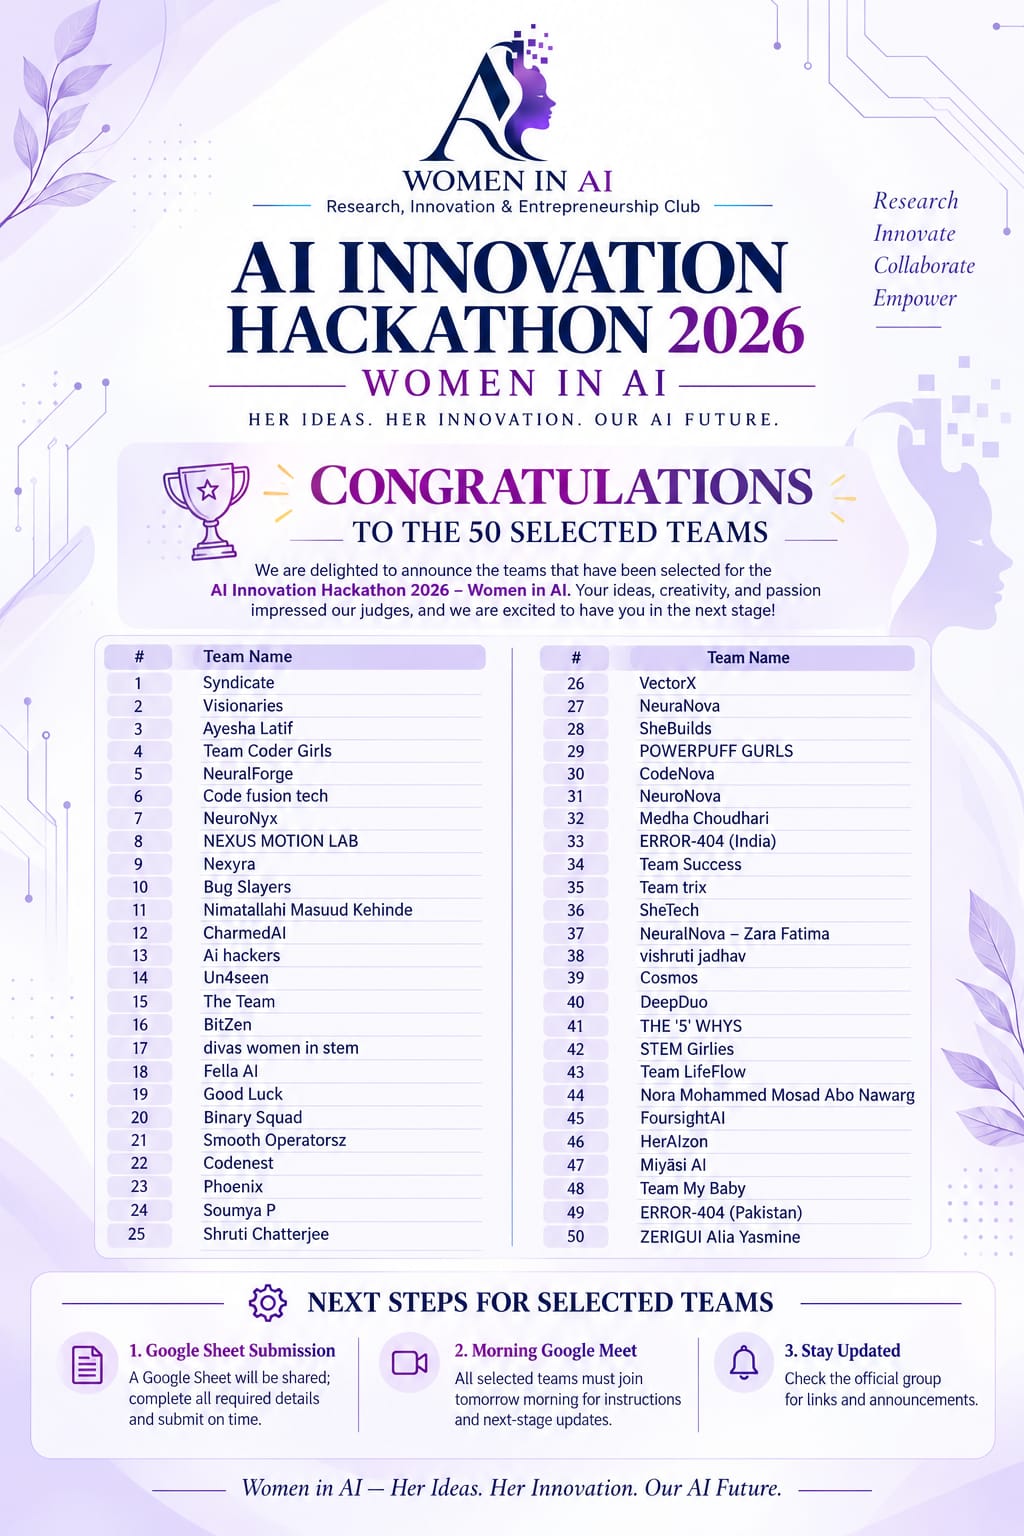 WOMEN IN AI
Research, Innovation & Entrepreneurship Club
Research
Innovate
Collaborate
Empower
AI INNOVATION
HACKATHON 2026
WOMEN IN AI
HER IDEAS. HER INNOVATION. OUR AI FUTURE.
CONGRATULATIONS
TO THE 50 SELECTED TEAMS
We are delighted to announce the teams that have been selected for the
AI Innovation Hackathon 2026 – Women in AI. Your ideas, creativity, and passion
impressed our judges, and we are excited to have you in the next stage!
# Team Name
1 Syndicate
2 Visionaries
3 Ayesha Latif
4 Team Coder Girls
5 NeuralForge
6 Code fusion tech
7 NeuroNyx
8 NEXUS MOTION LAB
9 Nexyra
10 Bug Slayers
11 Nimatallahi Masuud Kehinde
12 CharmedAI
13 Ai hackers
14 Un4seen
15 The Team
16 BitZen
17 divas women in stem
18 Fella AI
19 Good Luck
20 Binary Squad
21 Smooth Operatorsz
22 Codenest
23 Phoenix
24 Soumya P
25 Shruti Chatterjee
# Team Name
26 VectorX
27 NeuraNova
28 SheBuilds
29 POWERPUFF GURLS
30 CodeNova
31 NeuroNova
32 Medha Choudhari
33 ERROR-404 (India)
34 Team Success
35 Team trix
36 SheTech
37 NeuralNova – Zara Fatima
38 vishruti jadhav
39 Cosmos
40 DeepDuo
41 THE '5' WHYS
42 STEM Girlies
43 Team LifeFlow
44 Nora Mohammed Mosad Abo Nawarg
45 FoursightAI
46 HerAIzon
47 Miyäsi AI
48 Team My Baby
49 ERROR-404 (Pakistan)
50 ZERIGUI Alia Yasmine
NEXT STEPS FOR SELECTED TEAMS
1. Google Sheet Submission
A Google Sheet will be shared;
complete all required details
and submit on time.
2. Morning Google Meet
All selected teams must join
tomorrow morning for instructions
and next-stage updates.
3. Stay Updated
Check the official group
for links and announcements.
Women in AI — Her Ideas. Her Innovation. Our AI Future.